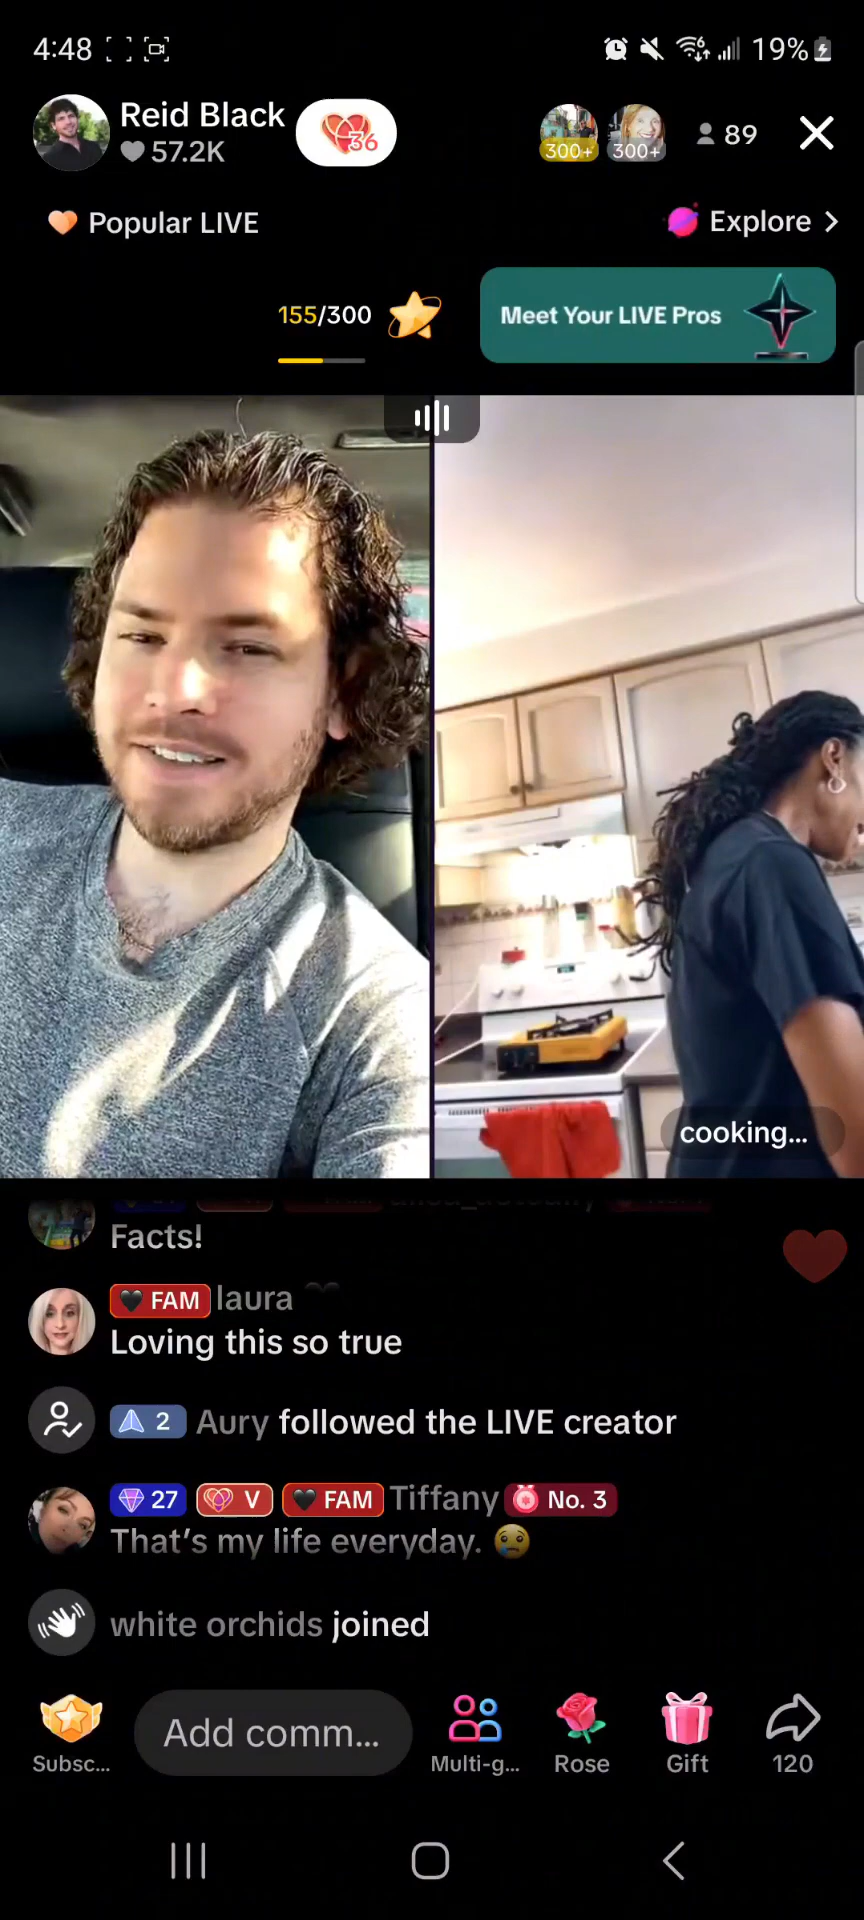 4:48
19%
Reid Black
57.2K
36
300+
300+
89
Popular LIVE
Explore
155/300
Meet Your LIVE Pros
cooking...
Facts!
FAM laura
Loving this so true
2 Aury followed the LIVE creator
27 V FAM Tiffany No. 3
That's my life everyday.
white orchids joined
Subsc...
Add comm...
Multi-g...
Rose
Gift
120